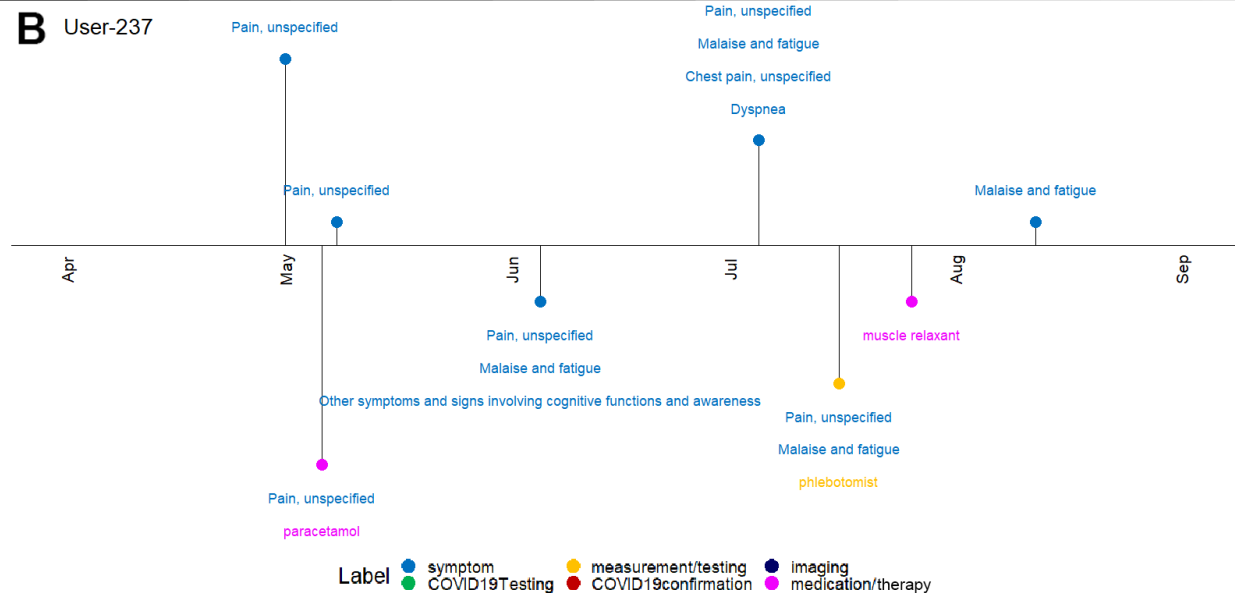 B User-237
Pain, unspecified
Pain, unspecified
Pain, unspecified
Malaise and fatigue
Chest pain, unspecified
Dyspnea
Malaise and fatigue
Apr May Jun Jul Aug Sep
Pain, unspecified
Malaise and fatigue
Other symptoms and signs involving cognitive functions and awareness
muscle relaxant
Pain, unspecified
Malaise and fatigue
phlebotomist
Pain, unspecified
paracetamol
Label
symptom measurement/testing imaging
COVID19Testing COVID19confirmation medication/therapy